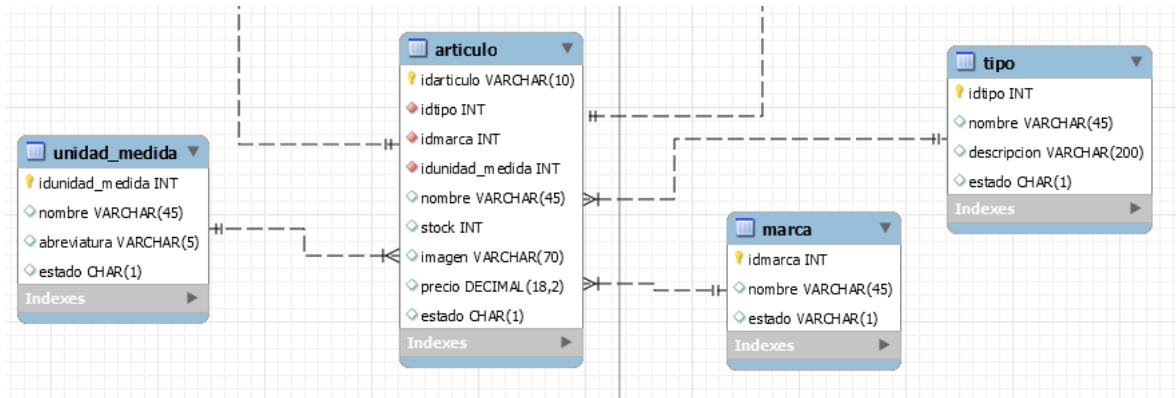 articulo
idarticulo VARCHAR(10)
idtipo INT
idmarca INT
idunidad_medida INT
nombre VARCHAR(45)
stock INT
imagen VARCHAR(70)
precio DECIMAL(18,2)
estado CHAR(1)
Indexes
tipo
idtipo INT
nombre VARCHAR(45)
descripcion VARCHAR(200)
estado CHAR(1)
Indexes
unidad_medida
idunidad_medida INT
nombre VARCHAR(45)
abreviatura VARCHAR(5)
estado CHAR(1)
Indexes
marca
idmarca INT
nombre VARCHAR(45)
estado VARCHAR(1)
Indexes